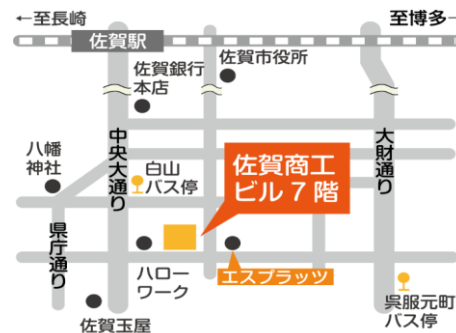 ←至長崎
至博多
佐賀駅
佐賀市役所
佐賀銀行
本店
八幡
神社
中央大通り
白山
バス停
佐賀商工
ビル7階
大財通り
県庁通り
ハロー
ワーク
エスプラッツ
佐賀玉屋
呉服元町
バス停